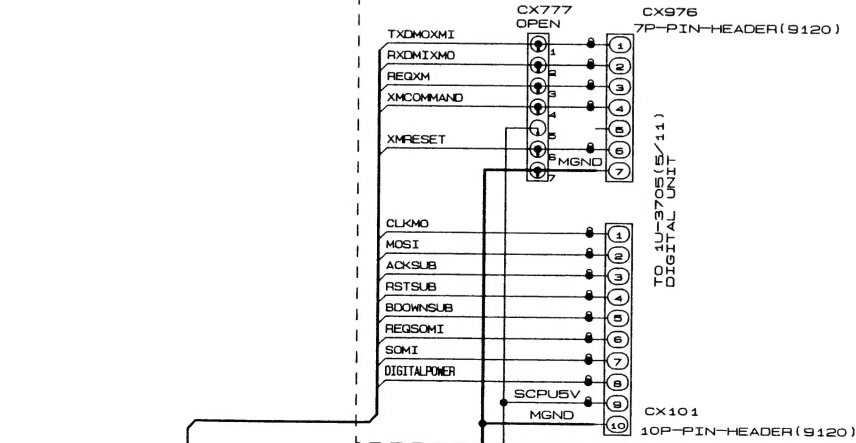 CX777
OPEN
CX976
7P-PIN-HEADER(9120)
TXDMOXMI
1
1
RXDMIXMO
2
2
REQXM
3
3
XMCOMMAND
4
4
5
5
XMRESET
6
6
MGND
7
7
TO 1U-3705(5/11)
DIGITAL UNIT
CLKMO
1
MOSI
2
ACKSUB
3
RSTSUB
4
BDOWNSUB
5
REQSOMI
6
SOMI
7
DIGITALPOWER
8
SCPU5V
9
MGND
10
CX101
10P-PIN-HEADER(9120)